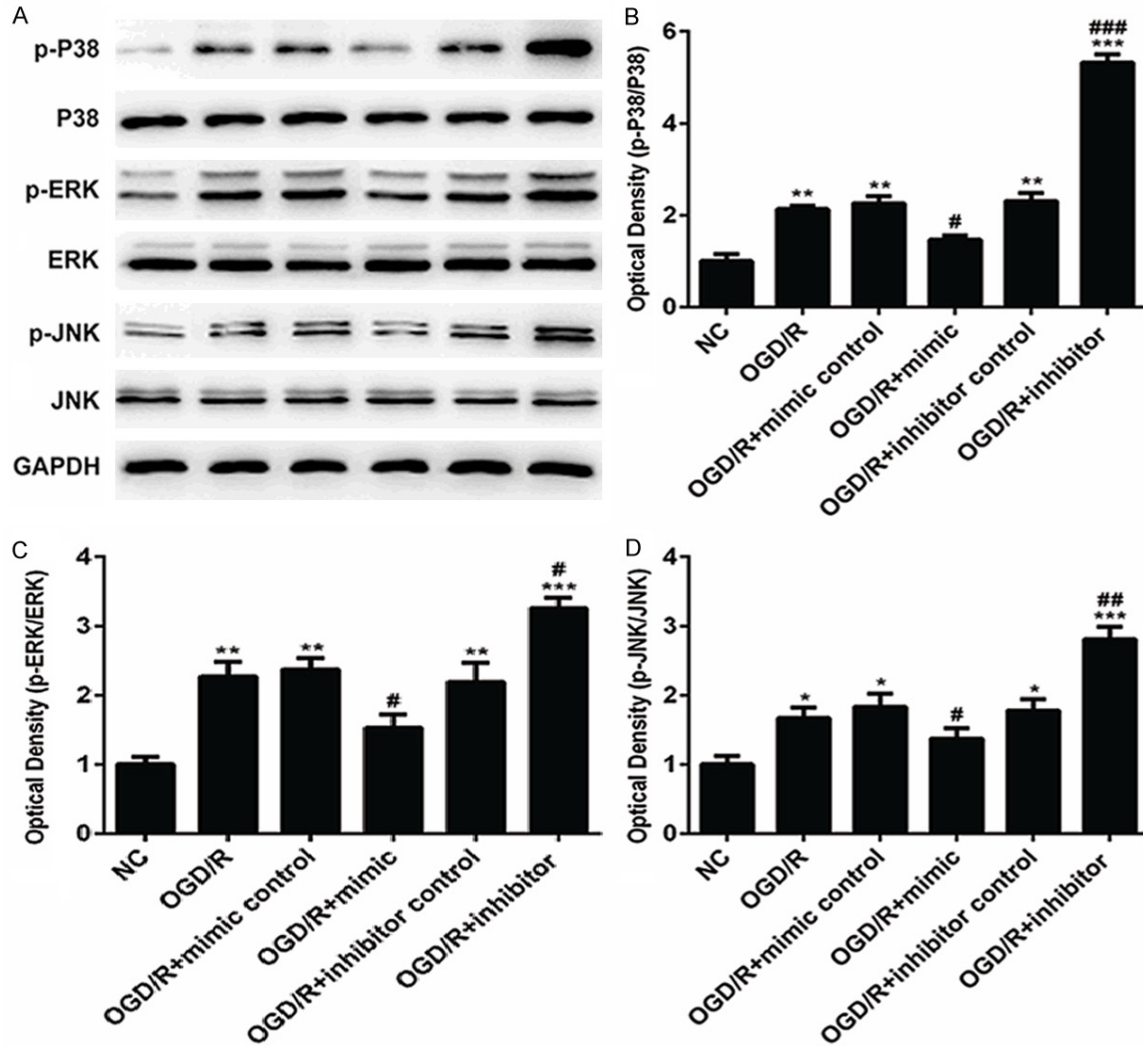 A
p-P38
P38
p-ERK
ERK
p-JNK
JNK
GAPDH
B
Optical Density (p-P38/P38)
6
4
2
0
**
**
#
**
###
***
NC
OGD/R
OGD/R+mimic control
OGD/R+mimic
OGD/R+inhibitor control
OGD/R+inhibitor
C
Optical Density (p-ERK/ERK)
4
3
2
1
0
**
**
#
**
#
***
NC
OGD/R
OGD/R+mimic control
OGD/R+mimic
OGD/R+inhibitor control
OGD/R+inhibitor
D
Optical Density (p-JNK/JNK)
4
3
2
1
0
*
*
#
*
##
***
NC
OGD/R
OGD/R+mimic control
OGD/R+mimic
OGD/R+inhibitor control
OGD/R+inhibitor